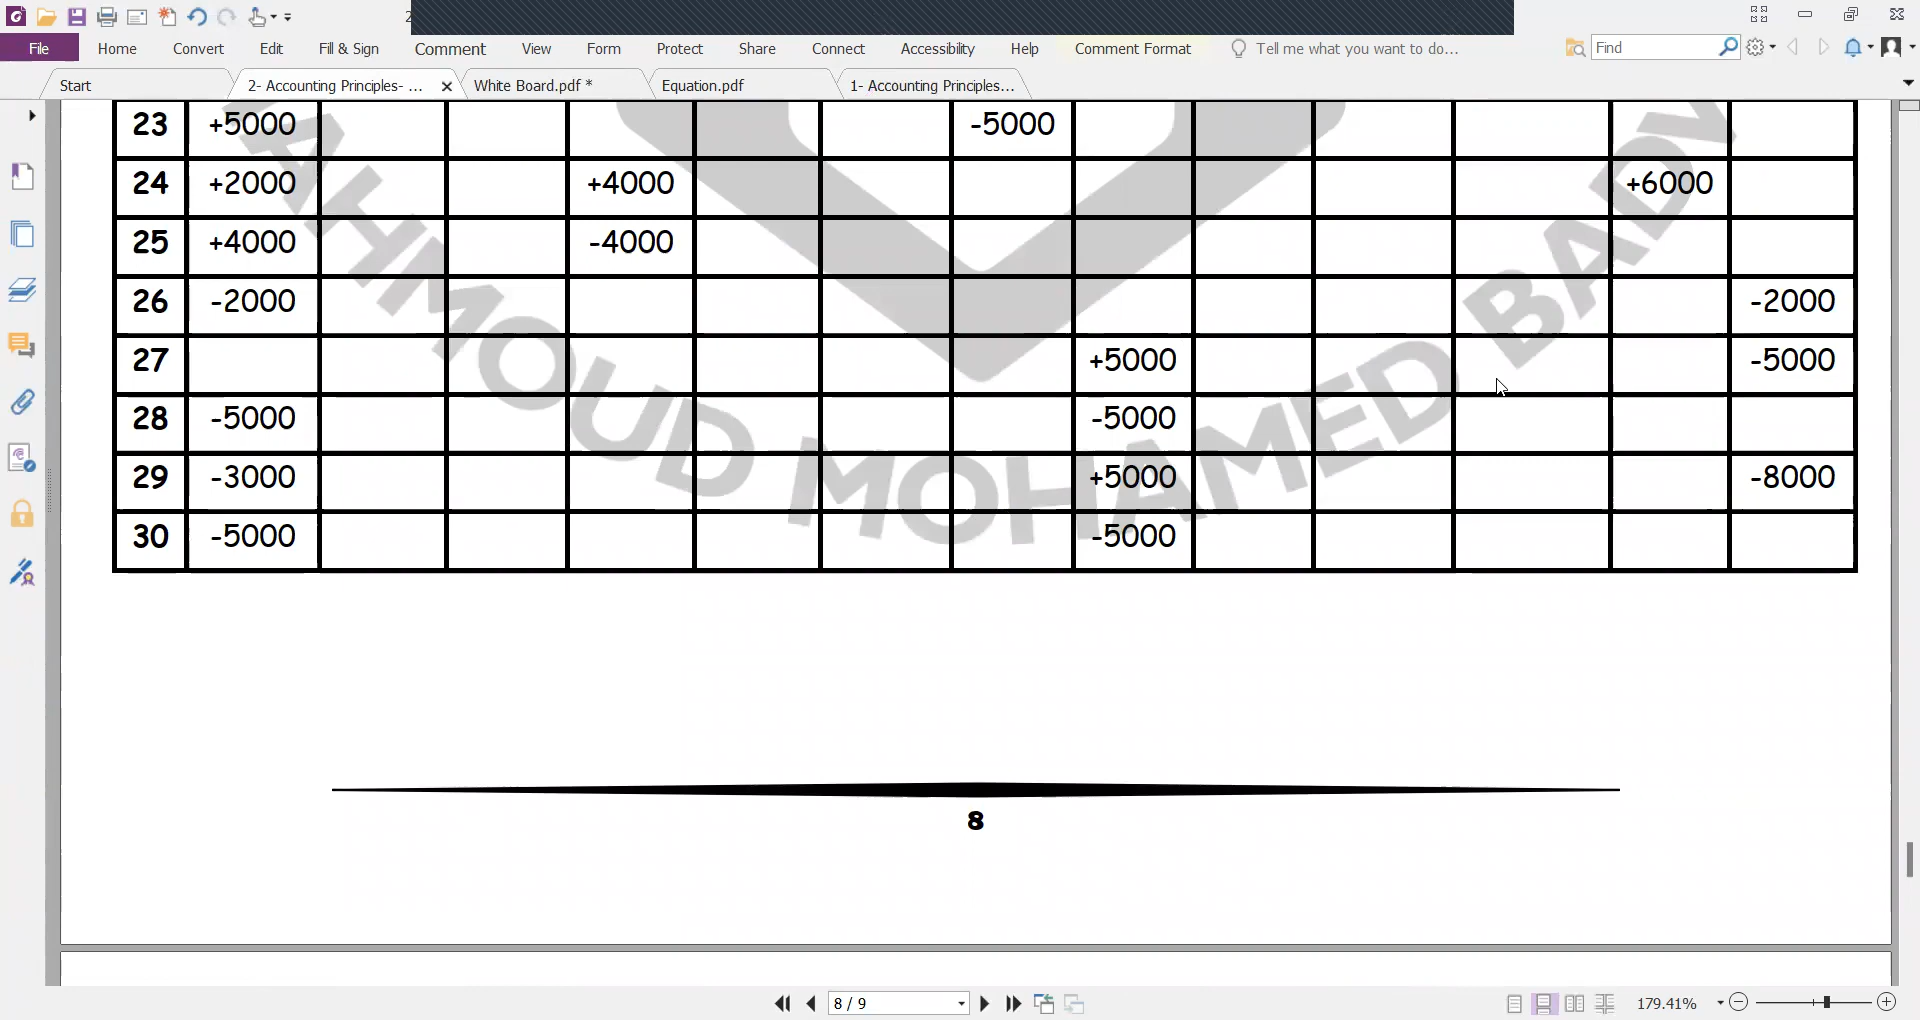 2
File Home Convert Edit Fill & Sign Comment View Form Protect Share Connect Accessibility Help Comment Format Tell me what you want to do... Find
Start 2- Accounting Principles- ... White Board.pdf * Equation.pdf 1- Accounting Principles...
23 +5000 -5000
24 +2000 +4000 +6000
25 +4000 -4000
26 -2000 -2000
27 +5000 -5000
28 -5000 -5000
29 -3000 +5000 -8000
30 -5000 -5000
AHMOUD MOHAMED BADY
8
8 / 9 179.41%